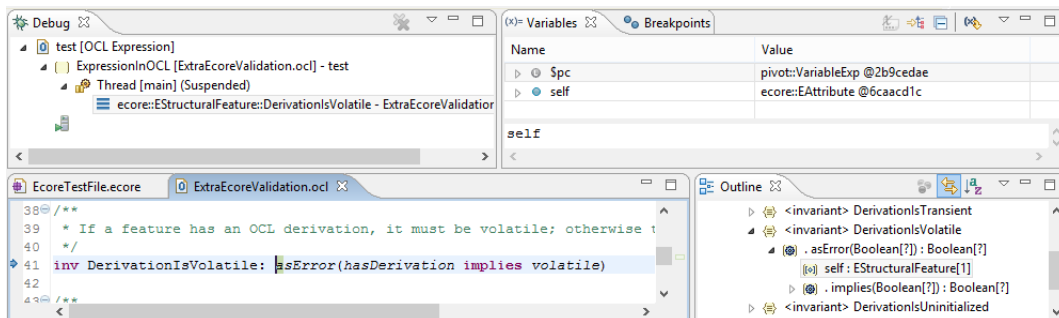 Debug
test [OCL Expression]
ExpressionInOCL [ExtraEcoreValidation.ocl] - test
Thread [main] (Suspended)
ecore::EStructuralFeature::DerivationIsVolatile - ExtraEcoreValidation
(x)= Variables
Breakpoints
Name Value
$pc pivot::VariableExp @2b9cedae
self ecore::EAttribute @6caacd1c
self
EcoreTestFile.ecore
ExtraEcoreValidation.ocl
38 /**
39 * If a feature has an OCL derivation, it must be volatile; otherwise t
40 */
41 inv DerivationIsVolatile: asError(hasDerivation implies volatile)
42
43 /**
Outline
<invariant> DerivationIsTransient
<invariant> DerivationIsVolatile
. asError(Boolean[?]) : Boolean[?]
self : EStructuralFeature[1]
. implies(Boolean[?]) : Boolean[?]
<invariant> DerivationIsUninitialized